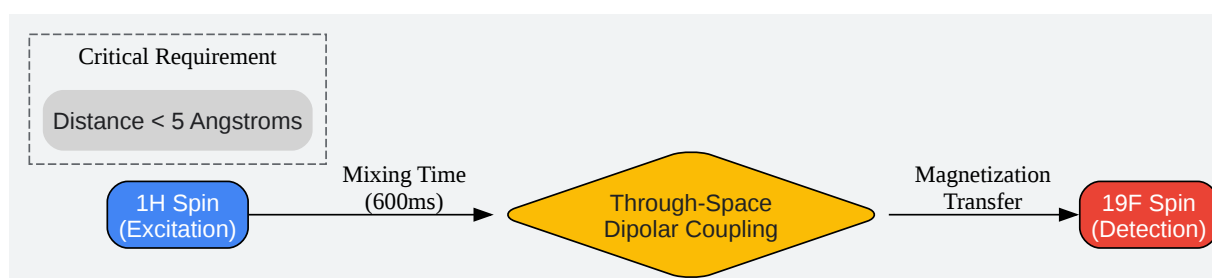 Critical Requirement
Distance < 5 Angstroms
1H Spin
(Excitation)
Mixing Time
(600ms)
Through-Space
Dipolar Coupling
Magnetization
Transfer
19F Spin
(Detection)